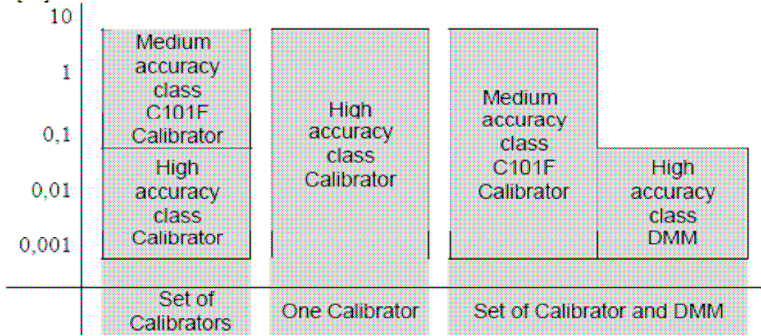 10
1
0,1
0,01
0,001
Medium
accuracy
class
C101F
Calibrator
High
accuracy
class
Calibrator
High
accuracy
class
Calibrator
Medium
accuracy
class
C101F
Calibrator
High
accuracy
class
DMM
Set of
Calibrators
One Calibrator
Set of Calibrator and DMM